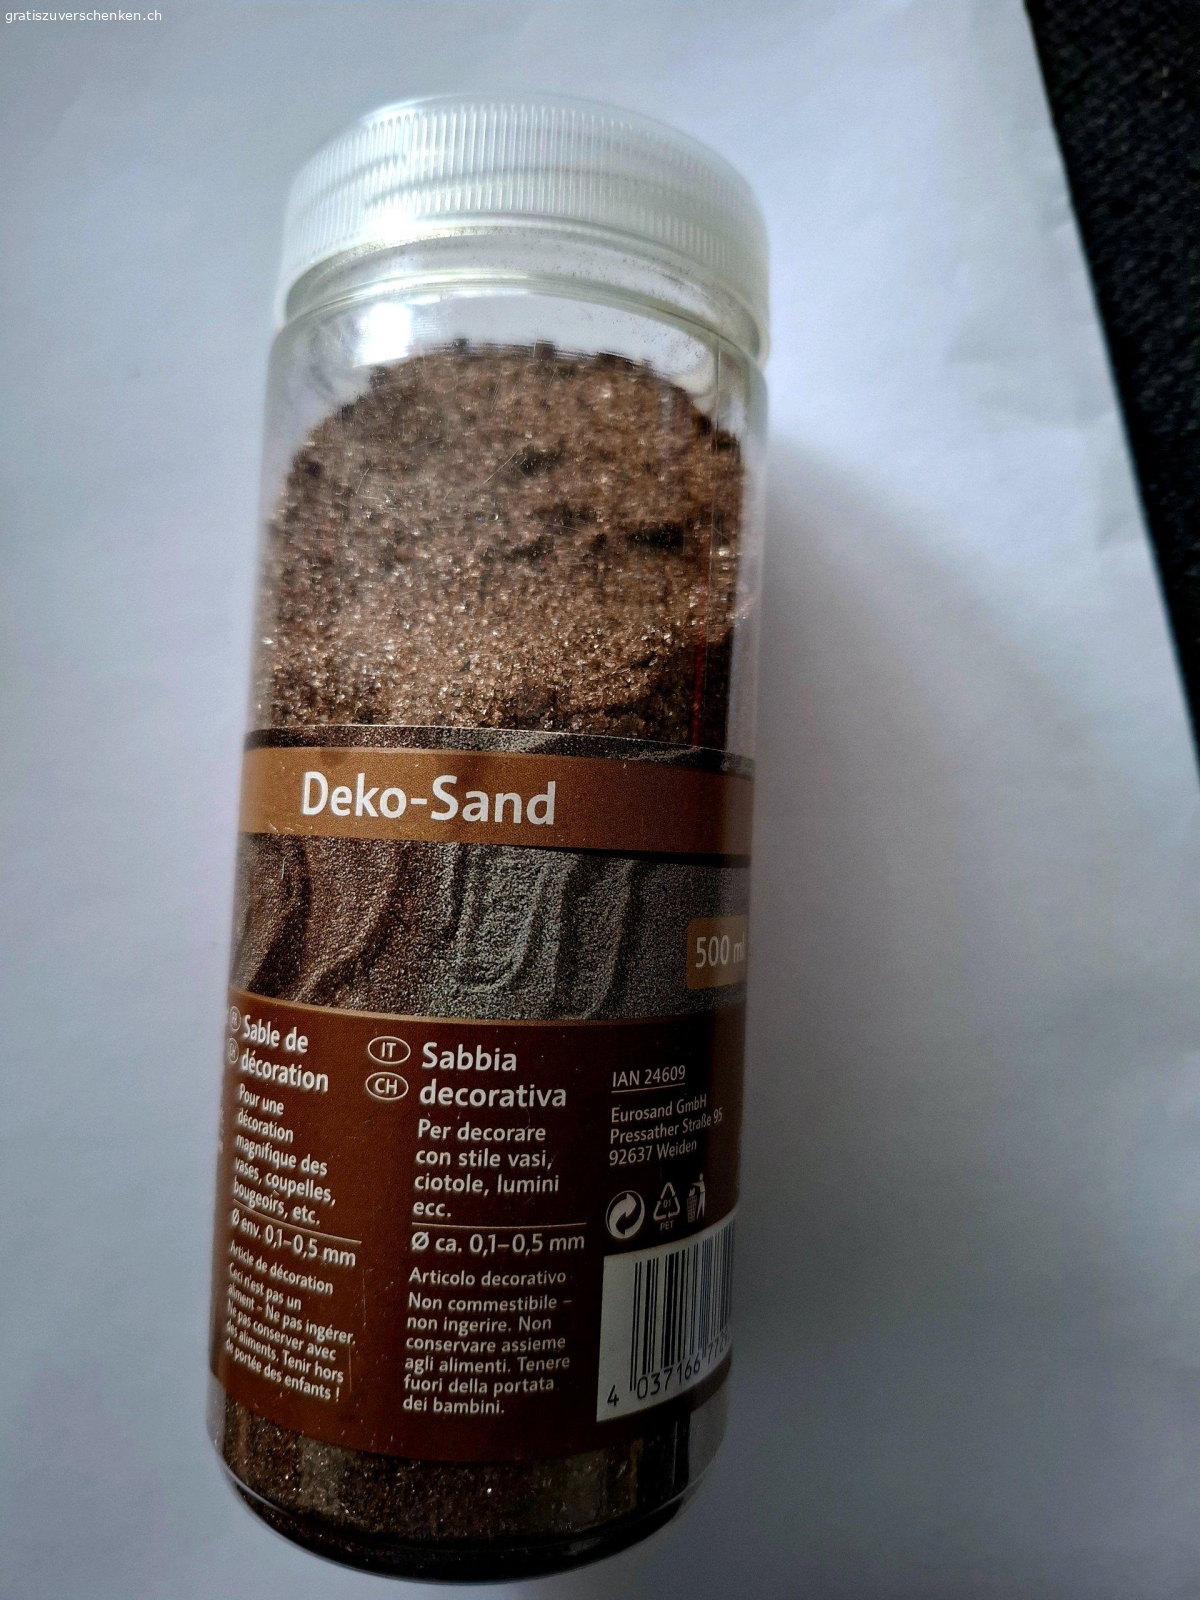 gratiszuverschenken.ch
Deko-Sand
500 ml
FR
Sable de
décoration
Pour une
décoration
magnifique des
vases, coupelles,
bougeoirs, etc.
Ø env. 0,1–0,5 mm
Article de décoration
Ceci n'est pas un
aliment – Ne pas ingérer.
Ne pas conserver avec
des aliments. Tenir hors
de portée des enfants !
IT
CH
Sabbia
decorativa
Per decorare
con stile vasi,
ciotole, lumini
ecc.
Ø ca. 0,1–0,5 mm
Articolo decorativo
Non commestibile –
non ingerire. Non
conservare assieme
agli alimenti. Tenere
fuori della portata
dei bambini.
IAN 24609
Eurosand GmbH
Pressather Straße 95
92637 Weiden
01
PET
4 037166 772